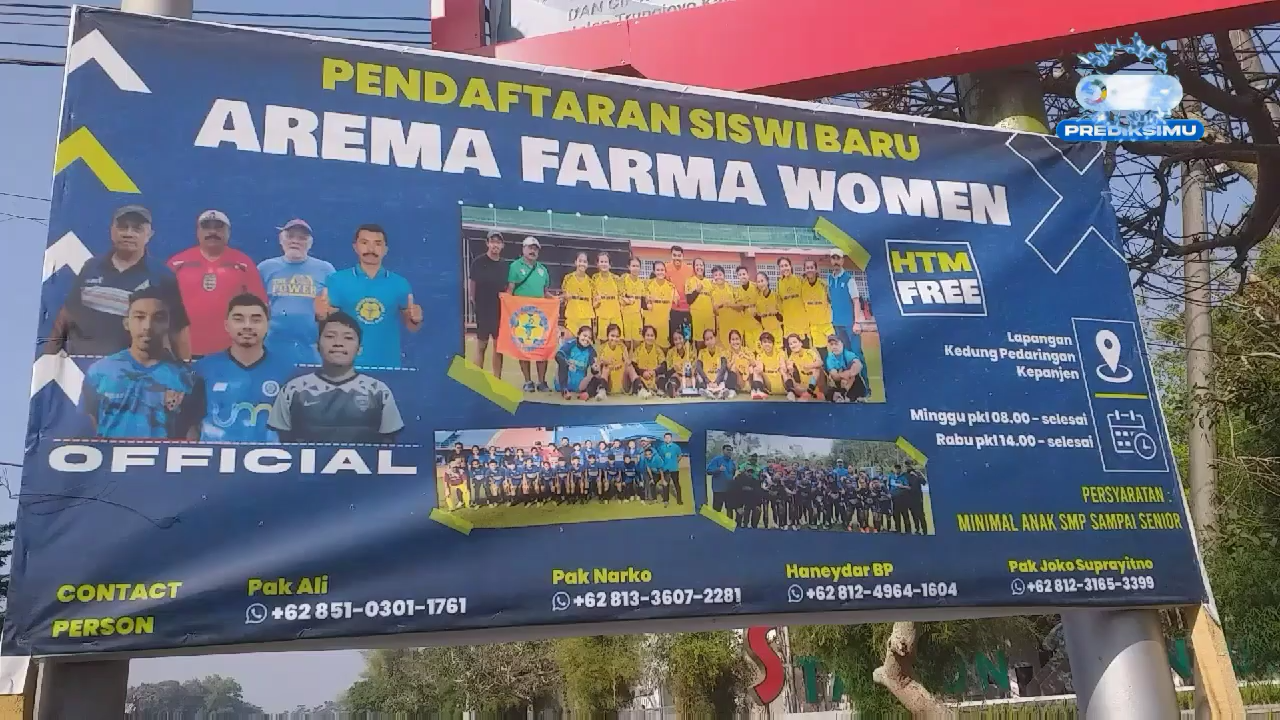 DAN
PREDIKSIMU
PENDAFTARAN SISWI BARU
AREMA FARMA WOMEN
HTM
FREE
Lapangan
Kedung Pedaringan
Kepanjen
Minggu pkl 08.00 - selesai
Rabu pkl 14.00 - selesai
OFFICIAL
PERSYARATAN :
MINIMAL ANAK SMP SAMPAI SENIOR
CONTACT
PERSON
Pak Ali
+62 851-0301-1761
Pak Narko
+62 813-3607-2281
Haneydar BP
+62 812-4964-1604
Pak Joko Suprayitno
+62 812-3165-3399